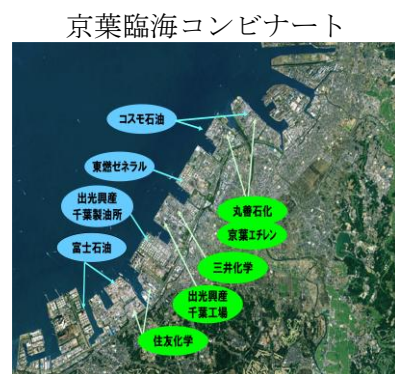 京葉臨海コンビナート
コスモ石油
東燃ゼネラル
出光興産
千葉製油所
富士石油
丸善石化
京葉エチレン
三井化学
出光興産
千葉工場
住友化学